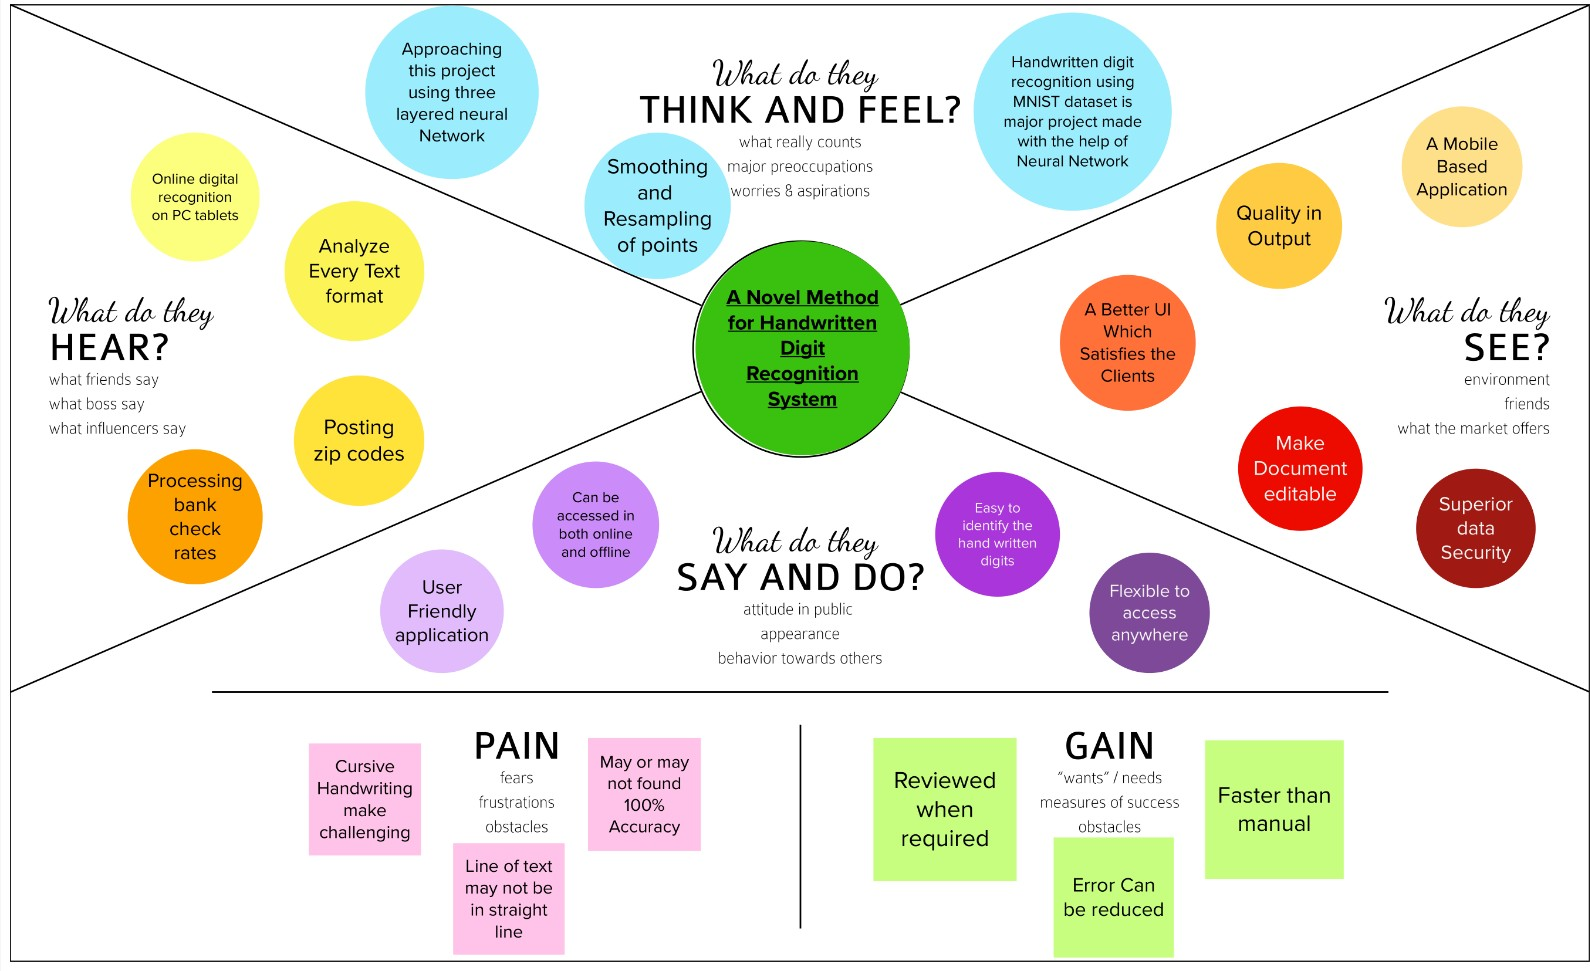 Approaching
this project
using three
layered neural
Network
What do they
THINK AND FEEL?
what really counts
major preoccupations
worries & aspirations
Smoothing
and
Resampling
of points
Handwritten digit
recognition using
MNIST dataset is
major project made
with the help of
Neural Network
Online digital
recognition
on PC tablets
Analyze
Every Text
format
What do they
HEAR?
what friends say
what boss say
what influencers say
Posting
zip codes
Processing
bank
check
rates
A Novel Method
for Handwritten
Digit
Recognition
System
A Mobile
Based
Application
Quality in
Output
A Better UI
Which
Satisfies the
Clients
What do they
SEE?
environment
friends
what the market offers
Make
Document
editable
Superior
data
Security
Can be
accessed in
both online
and offline
User
Friendly
application
What do they
SAY AND DO?
attitude in public
appearance
behavior towards others
Easy to
identify the
hand written
digits
Flexible to
access
anywhere
PAIN
fears
frustrations
obstacles
Cursive
Handwriting
make
challenging
May or may
not found
100%
Accuracy
Line of text
may not be
in straight
line
GAIN
“wants” / needs
measures of success
obstacles
Reviewed
when
required
Faster than
manual
Error Can
be reduced